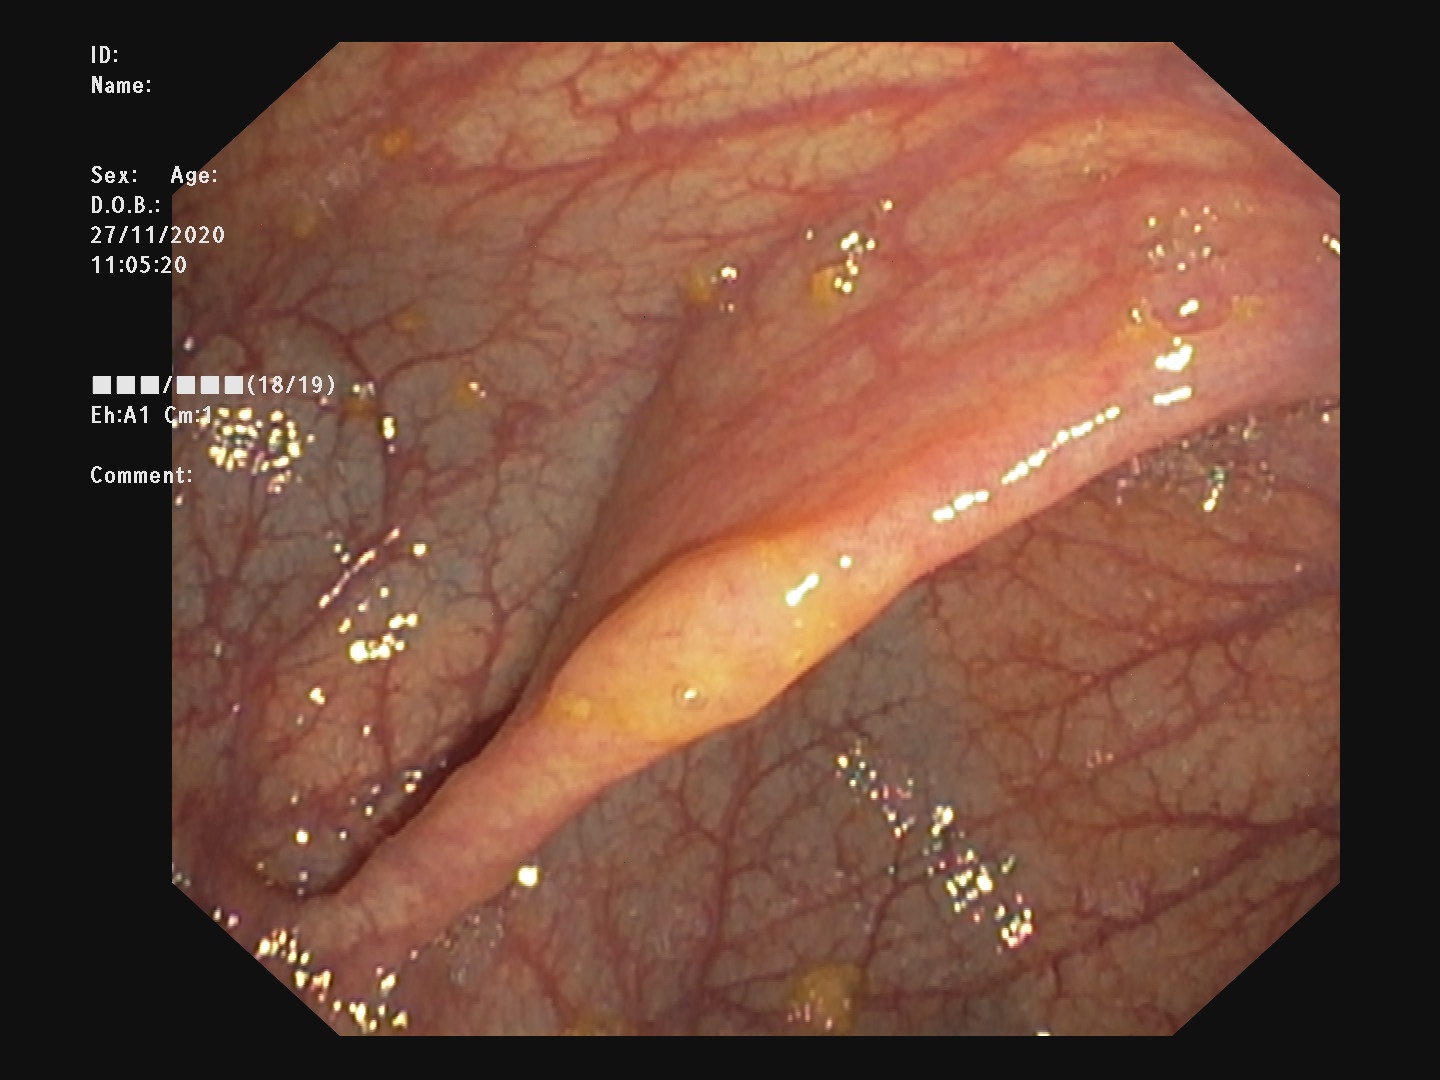 ID:
Name:
Sex: Age:
D.O.B.:
27/11/2020
11:05:20
■■■/■■■(18/19)
Eh:A1 Cm:1
Comment: